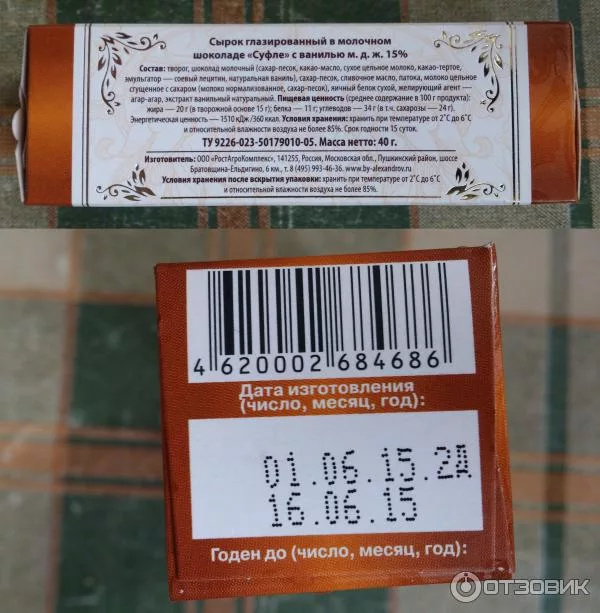 Сырок глазированный в молочном
шоколаде «Суфле» с ванилью м. д. ж. 15%
Состав: творог, шоколад молочный (сахар-песок, какао-масло, сухое цельное молоко, какао-тертое,
эмульгатор — соевый лецитин, натуральная ваниль), сахар-песок, сливочное масло, патока, молоко цельное
сгущенное с сахаром (молоко нормализованное, сахар-песок), яичный белок сухой, желирующий агент —
агар-агар, экстракт ванильный натуральный. Пищевая ценность (среднее содержание в 100 г продукта):
жира — 20 г (в творожной основе 15 г); белка — 11 г; углеводов — 34 г (в т.ч. сахарозы — 24 г).
Энергетическая ценность — 1510 кДж /360 ккал. Условия хранения: хранить при температуре от 2˚С до 6˚С
и относительной влажности воздуха не более 85%. Срок годности 15 суток.
ТУ 9226-023-50179010-05. Масса нетто: 40 г.
Изготовитель: ООО «РостАгроКомплекс», 141255, Россия, Московская обл., Пушкинский район, шоссе
Братовщина-Ельдигино, 6 км., т. 8 (495) 993-46-36. www.by-alexandrov.ru
Условия хранения после вскрытия упаковки: хранить при температуре от 2˚С до 6˚С
и относительной влажности воздуха не более 85%.
4 620002 684686
Дата изготовления
(число, месяц, год):
01.06.15.2Д
16.06.15
Годен до (число, месяц, год):
ОТЗОВИК